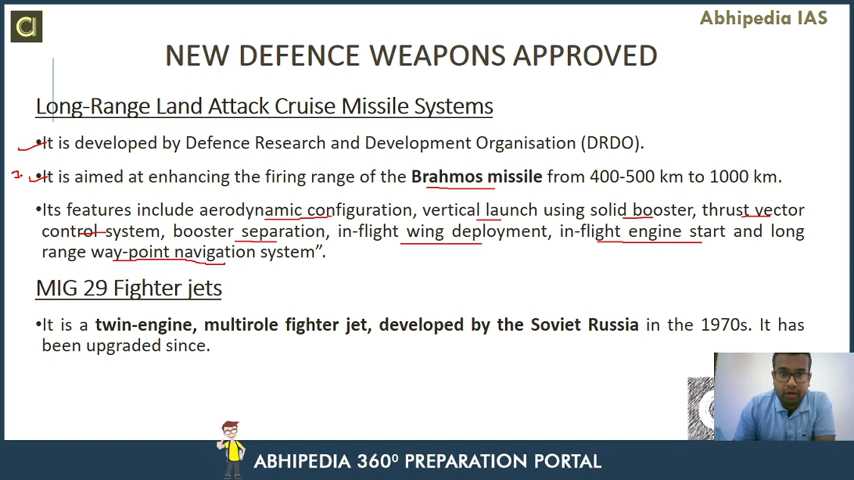 Abhipedia IAS
NEW DEFENCE WEAPONS APPROVED
Long-Range Land Attack Cruise Missile Systems
•It is developed by Defence Research and Development Organisation (DRDO).
•It is aimed at enhancing the firing range of the Brahmos missile from 400-500 km to 1000 km.
•Its features include aerodynamic configuration, vertical launch using solid booster, thrust vector
control system, booster separation, in-flight wing deployment, in-flight engine start and long
range way-point navigation system”.
MIG 29 Fighter jets
•It is a twin-engine, multirole fighter jet, developed by the Soviet Russia in the 1970s. It has
been upgraded since.
ABHIPEDIA 360⁰ PREPARATION PORTAL